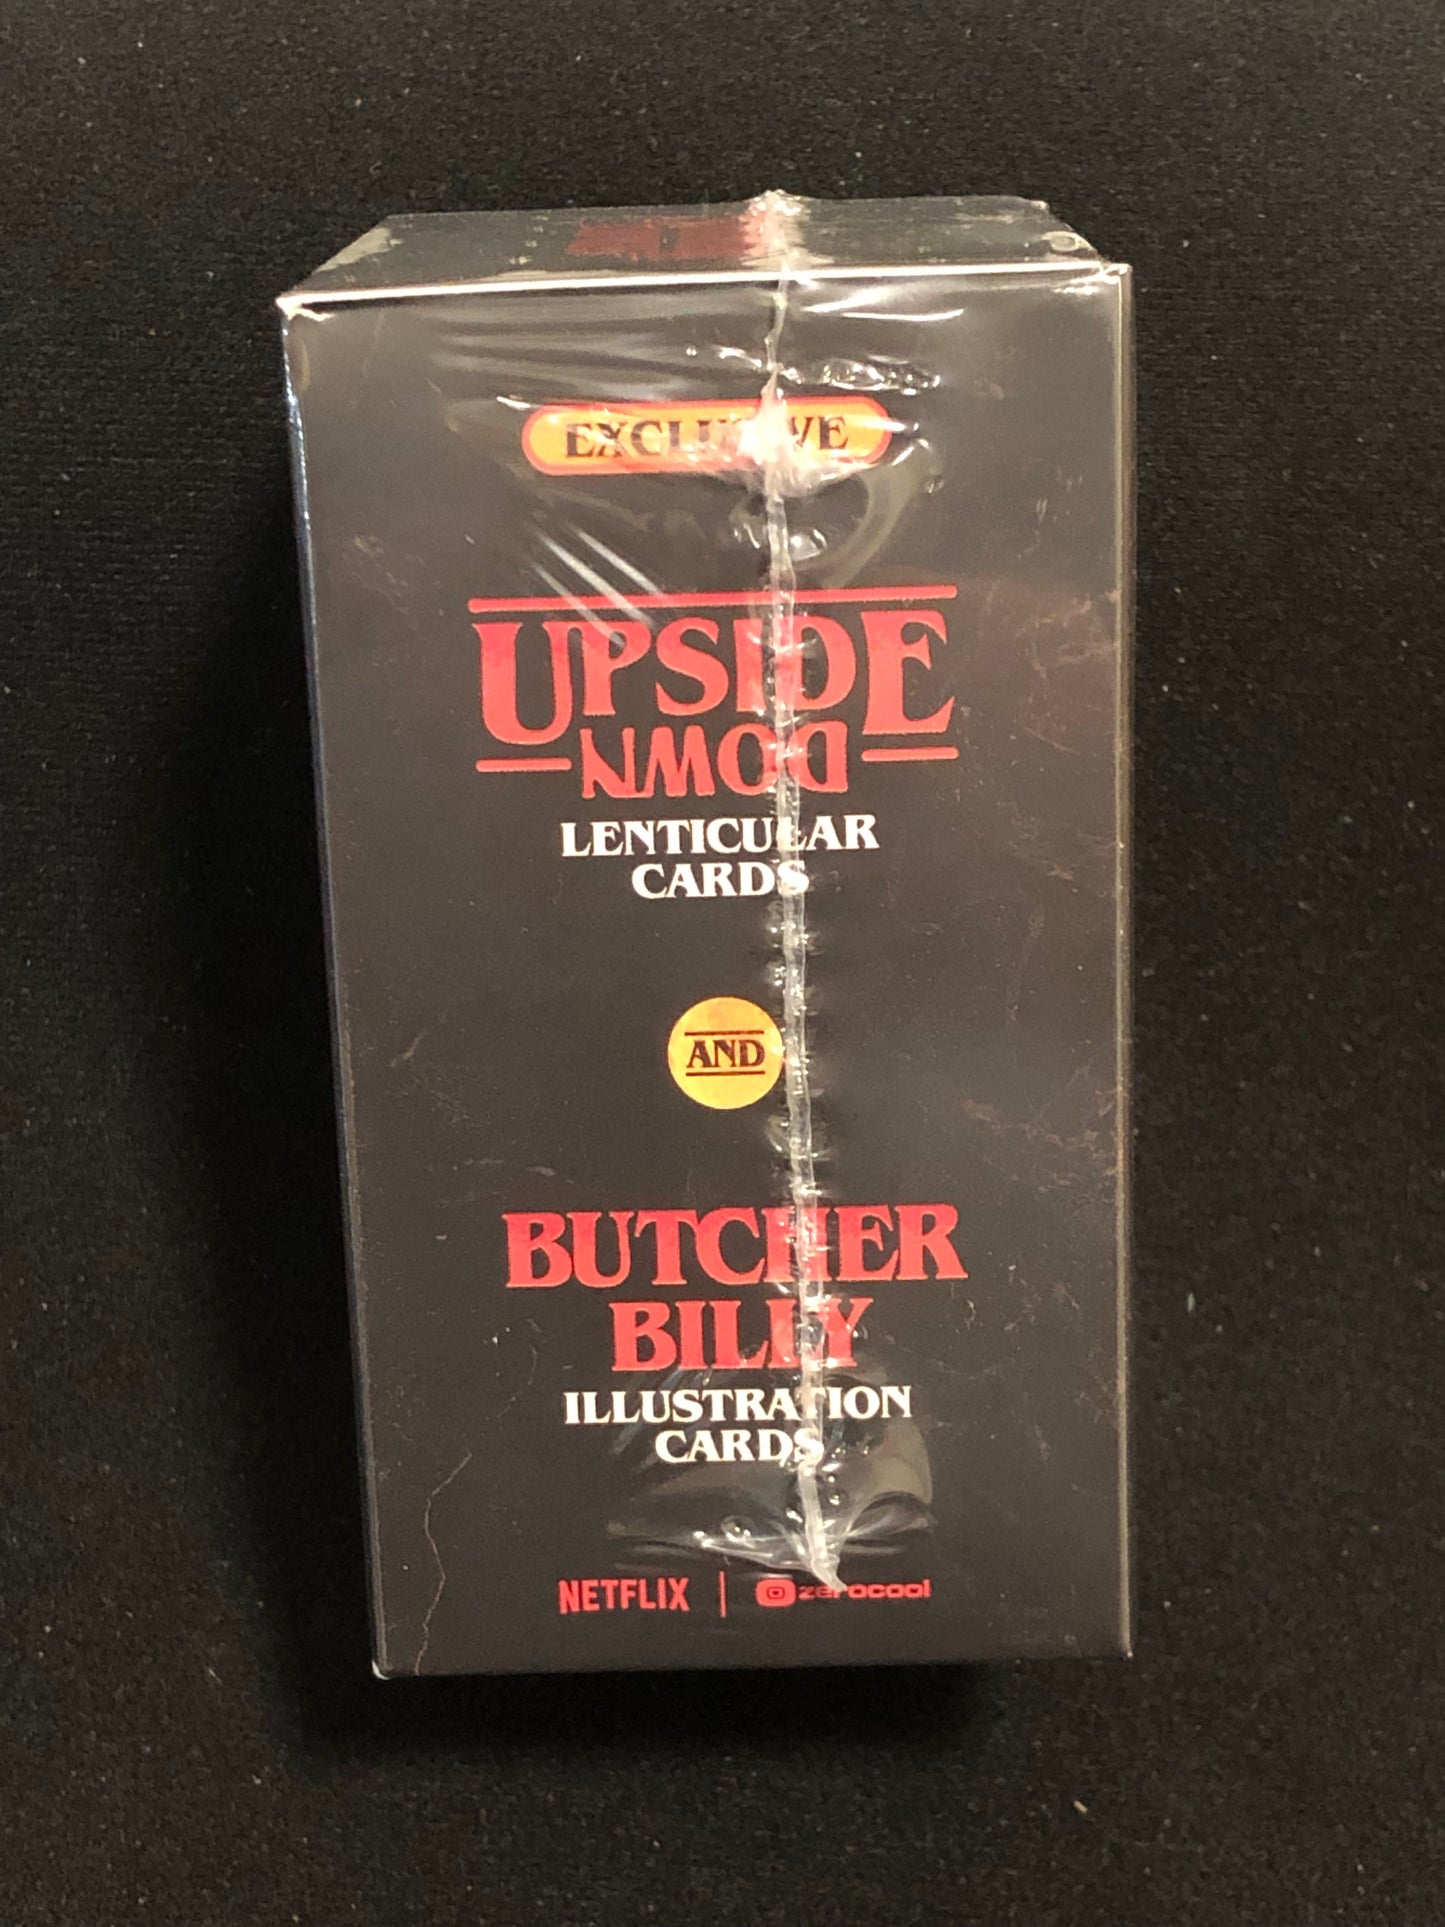 EXCLUSIVE
UPSIDE
DOWN
LENTICULAR
CARDS
AND
BUTCHER
BILLY
ILLUSTRATION
CARDS
NETFLIX | zerocool